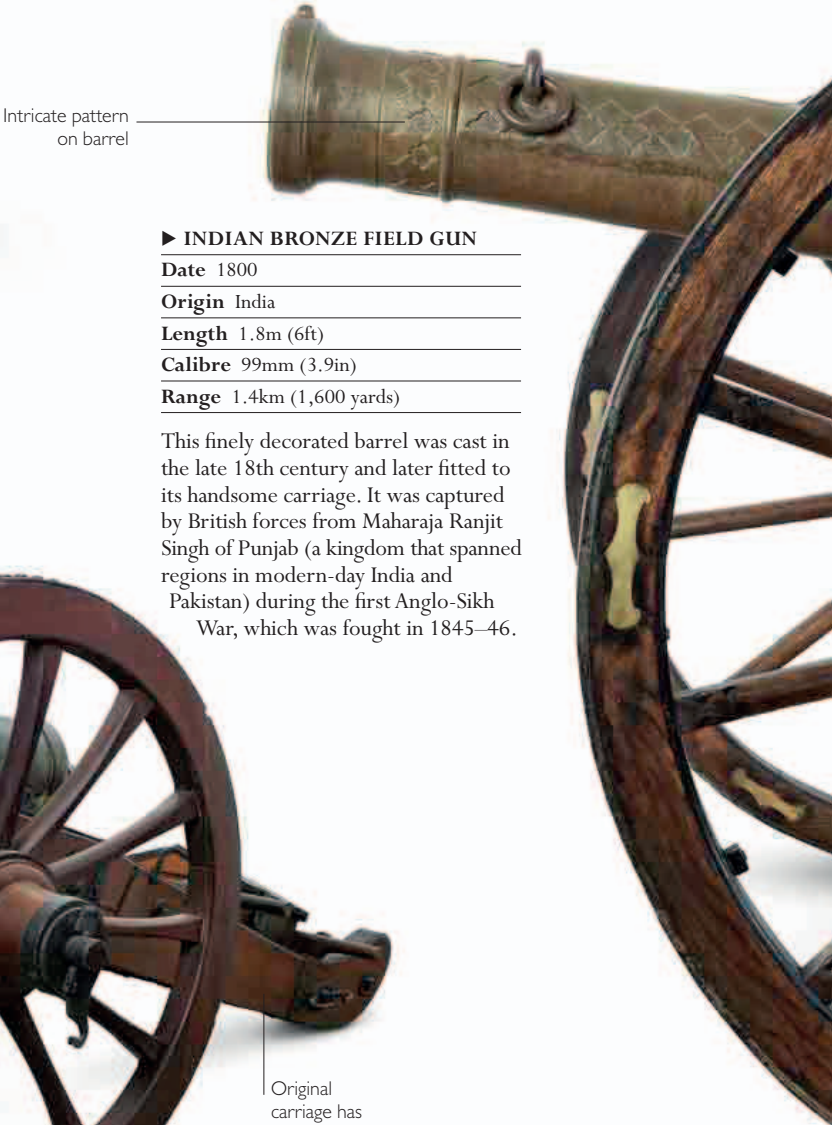 Intricate pattern
on barrel
▶ INDIAN BRONZE FIELD GUN
Date 1800
Origin India
Length 1.8m (6ft)
Calibre 99mm (3.9in)
Range 1.4km (1,600 yards)
This finely decorated barrel was cast in
the late 18th century and later fitted to
its handsome carriage. It was captured
by British forces from Maharaja Ranjit
Singh of Punjab (a kingdom that spanned
regions in modern-day India and
Pakistan) during the first Anglo-Sikh
War, which was fought in 1845–46.
Original
carriage has